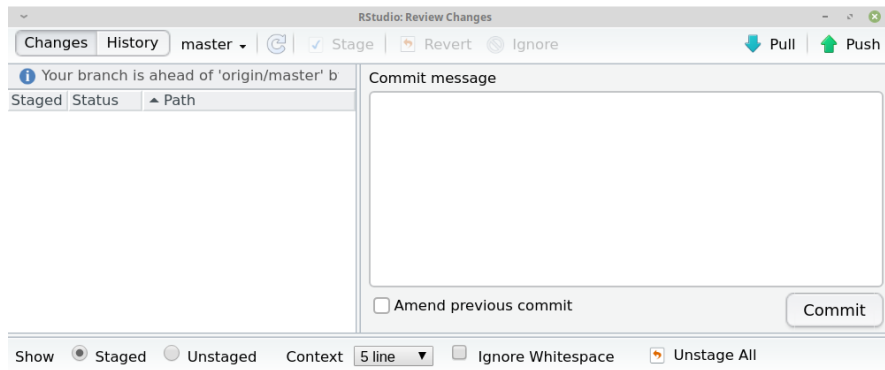 RStudio: Review Changes
Changes History master Stage Revert Ignore Pull Push
Your branch is ahead of 'origin/master' b
Staged Status Path
Commit message
Amend previous commit
Commit
Show Staged Unstaged Context 5 line Ignore Whitespace Unstage All